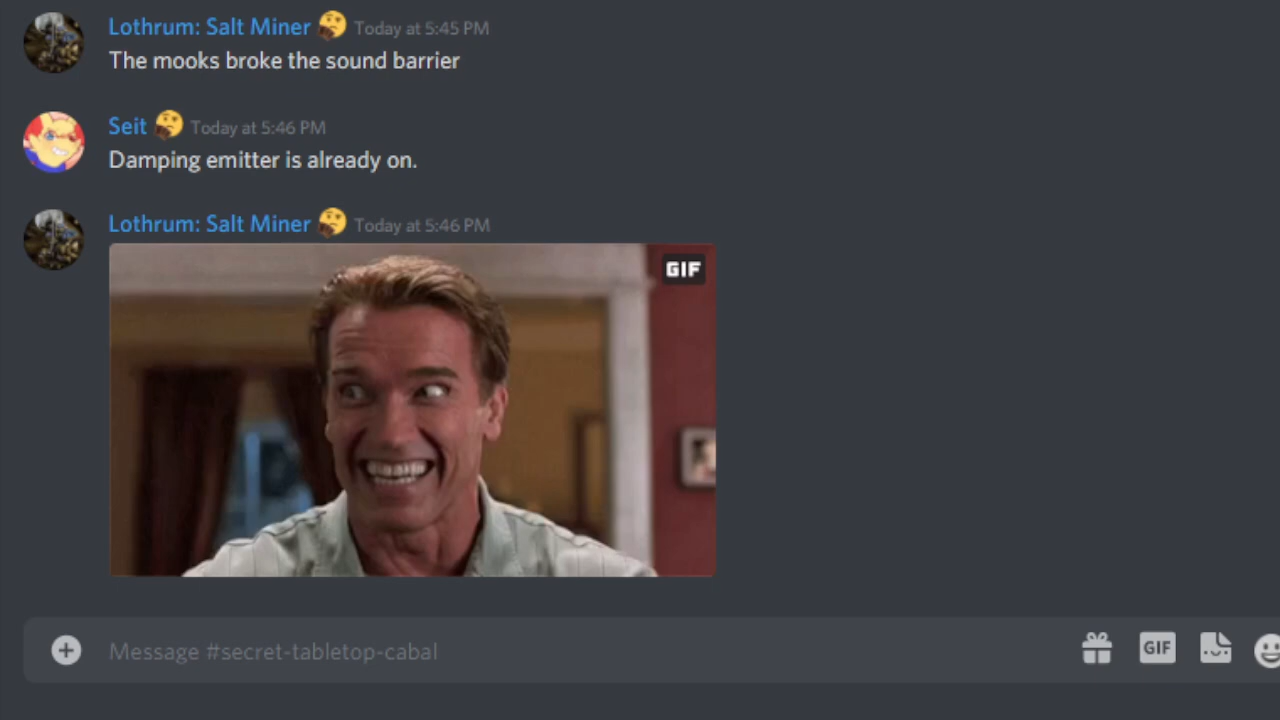 Lothrum: Salt Miner 🤔 Today at 5:45 PM
The mooks broke the sound barrier
Seit 🤔 Today at 5:46 PM
Damping emitter is already on.
Lothrum: Salt Miner 🤔 Today at 5:46 PM
GIF
Message #secret-tabletop-cabal
GIF